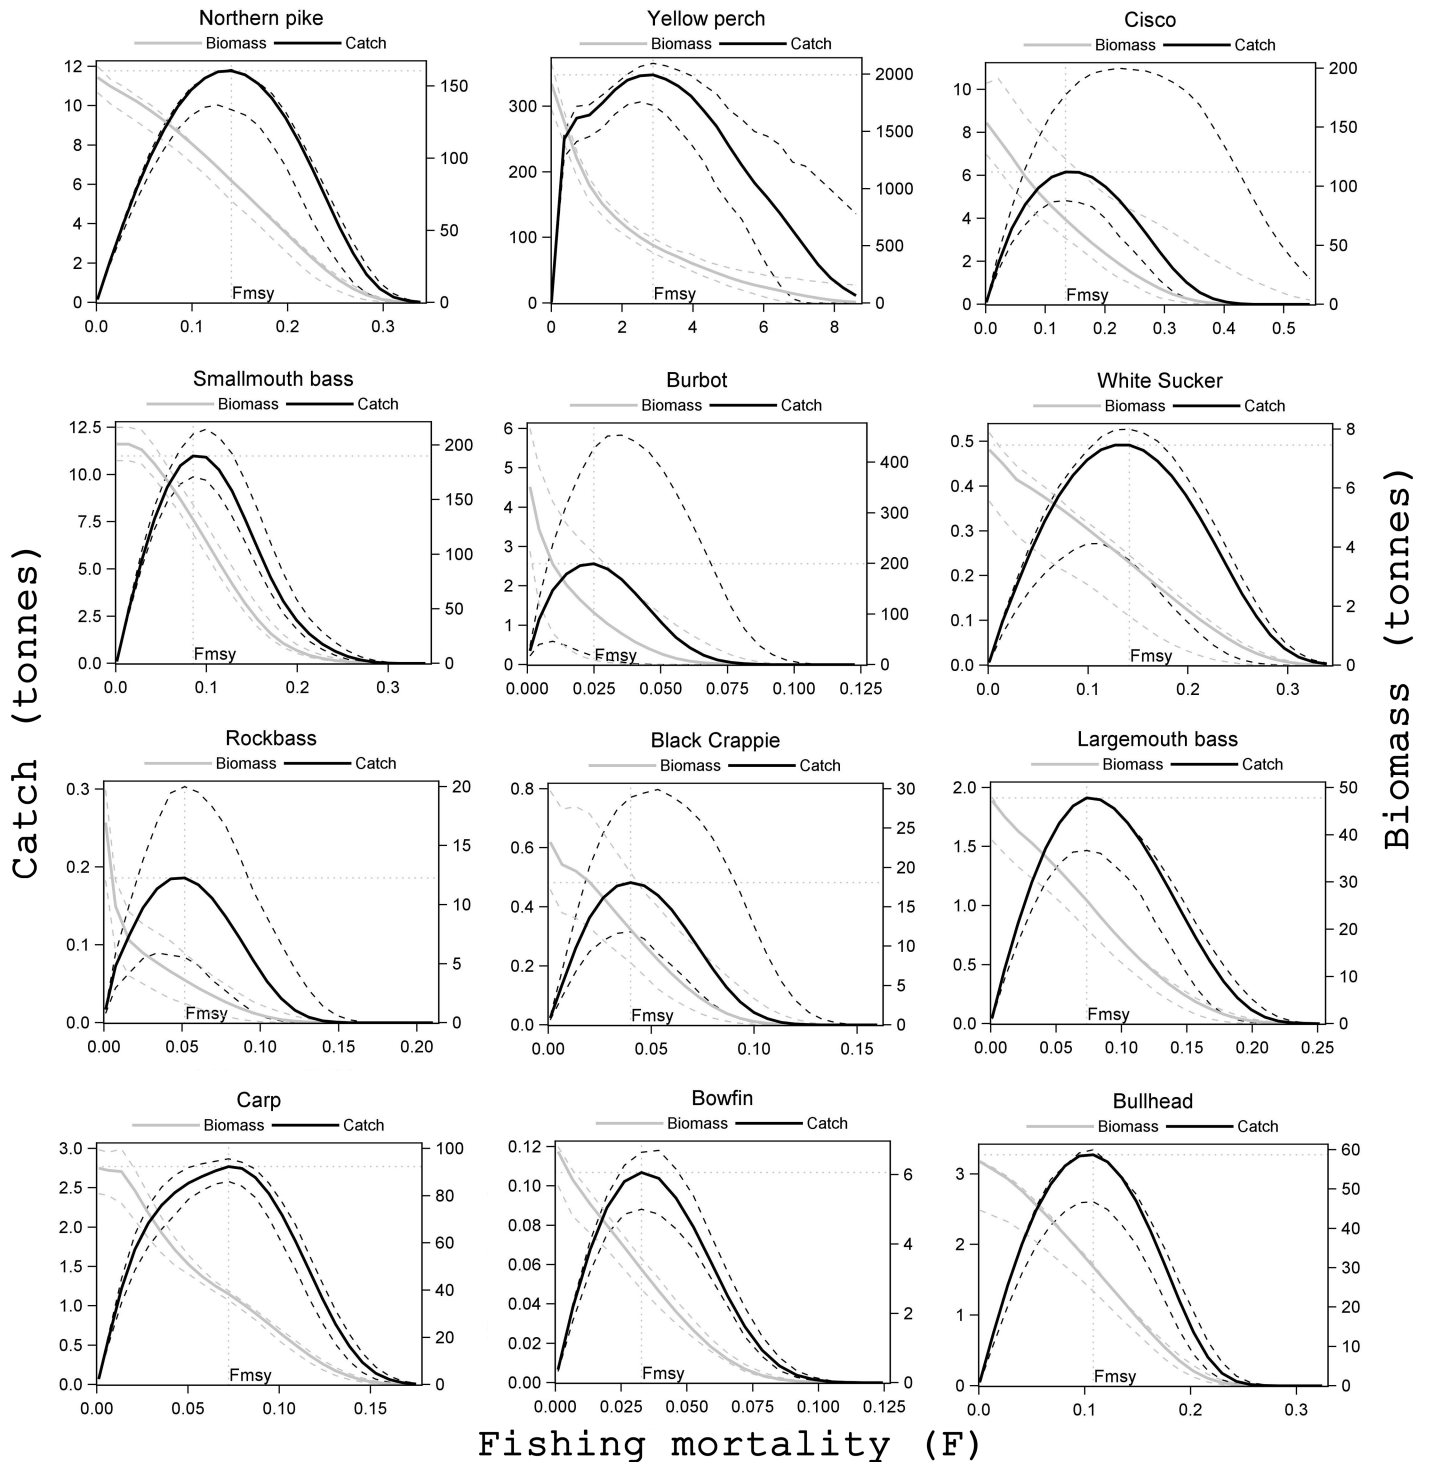 Northern pike
Biomass Catch
12
10
8
6
4
2
0
150
100
50
0
Fmsy
0.0 0.1 0.2 0.3
Yellow perch
Biomass Catch
300
200
100
0
2000
1500
1000
500
0
Fmsy
0 2 4 6 8
Cisco
Biomass Catch
10
8
6
4
2
0
200
150
100
50
0
Fmsy
0.0 0.1 0.2 0.3 0.4 0.5
Smallmouth bass
Biomass Catch
12.5
10.0
7.5
5.0
2.5
0.0
200
150
100
50
0
Fmsy
0.0 0.1 0.2 0.3
Burbot
Biomass Catch
6
5
4
3
2
1
0
400
300
200
100
0
Fmsy
0.000 0.025 0.050 0.075 0.100 0.125
White Sucker
Biomass Catch
0.5
0.4
0.3
0.2
0.1
0.0
8
6
4
2
0
Fmsy
0.0 0.1 0.2 0.3
Catch (tonnes)
Biomass (tonnes)
Rockbass
Biomass Catch
0.3
0.2
0.1
0.0
20
15
10
5
0
Fmsy
0.00 0.05 0.10 0.15 0.20
Black Crappie
Biomass Catch
0.8
0.6
0.4
0.2
0.0
30
25
20
15
10
5
0
Fmsy
0.00 0.05 0.10 0.15
Largemouth bass
Biomass Catch
2.0
1.5
1.0
0.5
0.0
50
40
30
20
10
0
Fmsy
0.00 0.05 0.10 0.15 0.20 0.25
Carp
Biomass Catch
3.0
2.5
2.0
1.5
1.0
0.5
0.0
100
80
60
40
20
0
Fmsy
0.00 0.05 0.10 0.15
Bowfin
Biomass Catch
0.12
0.10
0.08
0.06
0.04
0.02
0.00
6
4
2
0
Fmsy
0.000 0.025 0.050 0.075 0.100 0.125
Bullhead
Biomass Catch
3
2
1
0
60
50
40
30
20
10
0
Fmsy
0.0 0.1 0.2 0.3
Fishing mortality (F)